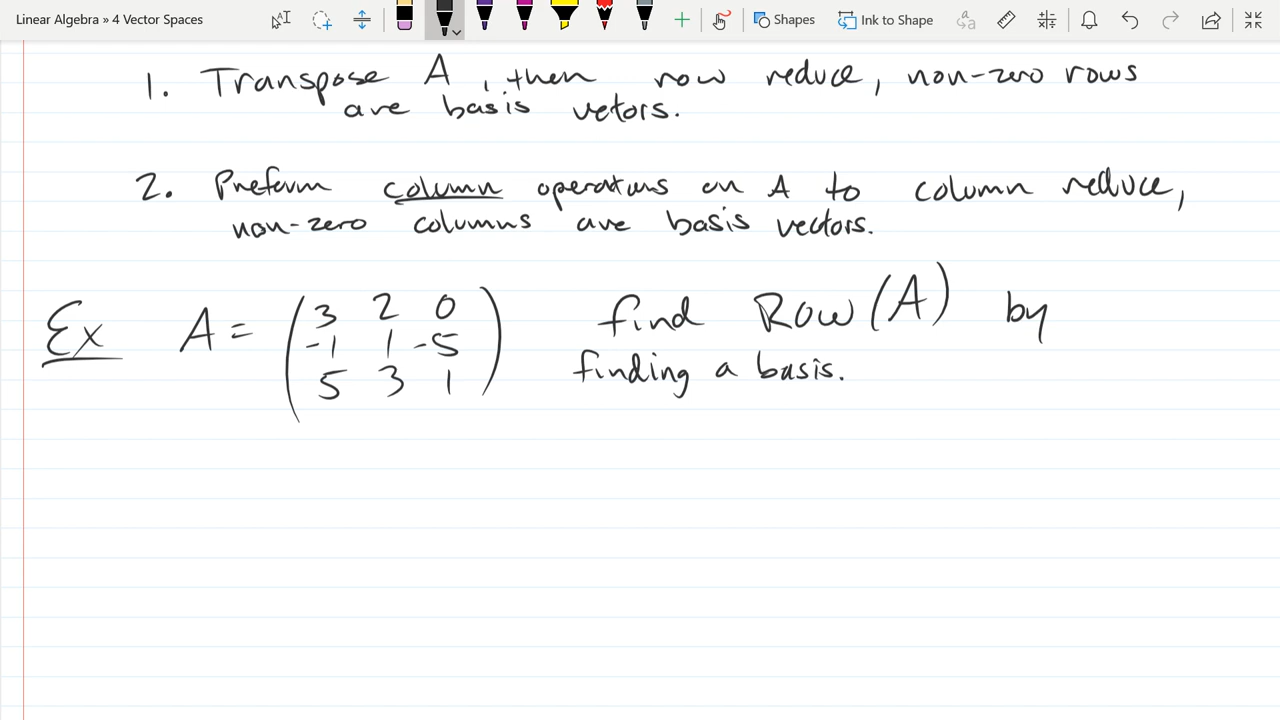 Linear Algebra » 4 Vector Spaces
Shapes
Ink to Shape
1. Transpose A, then row reduce, non-zero rows
are basis vetors.
2. Preform column operations on A to column reduce,
non-zero columns are basis vectors.
Ex A = ( 3 2 0 find Row(A) by
-1 1 -5
5 3 1 ) finding a basis.